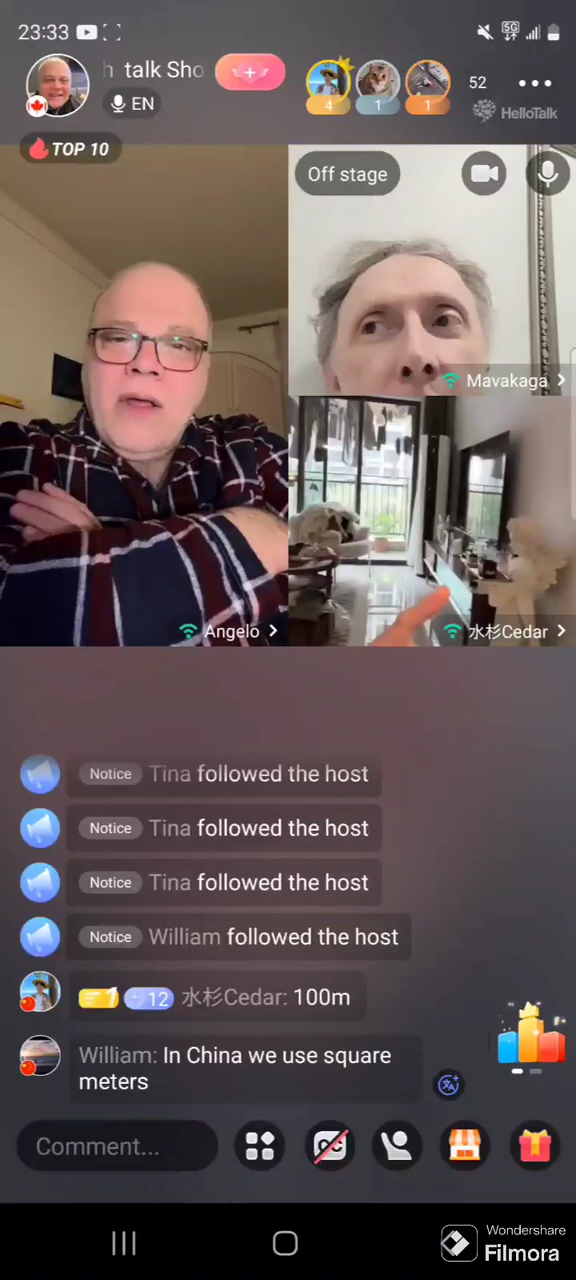 23:33
5G
h talk Sho
EN
4
1
1
52
HelloTalk
TOP 10
Off stage
Mavakaga
Angelo
水杉Cedar
Notice Tina followed the host
Notice Tina followed the host
Notice Tina followed the host
Notice William followed the host
1 12 水杉Cedar: 100m
William: In China we use square
meters
Comment...
Wondershare
Filmora